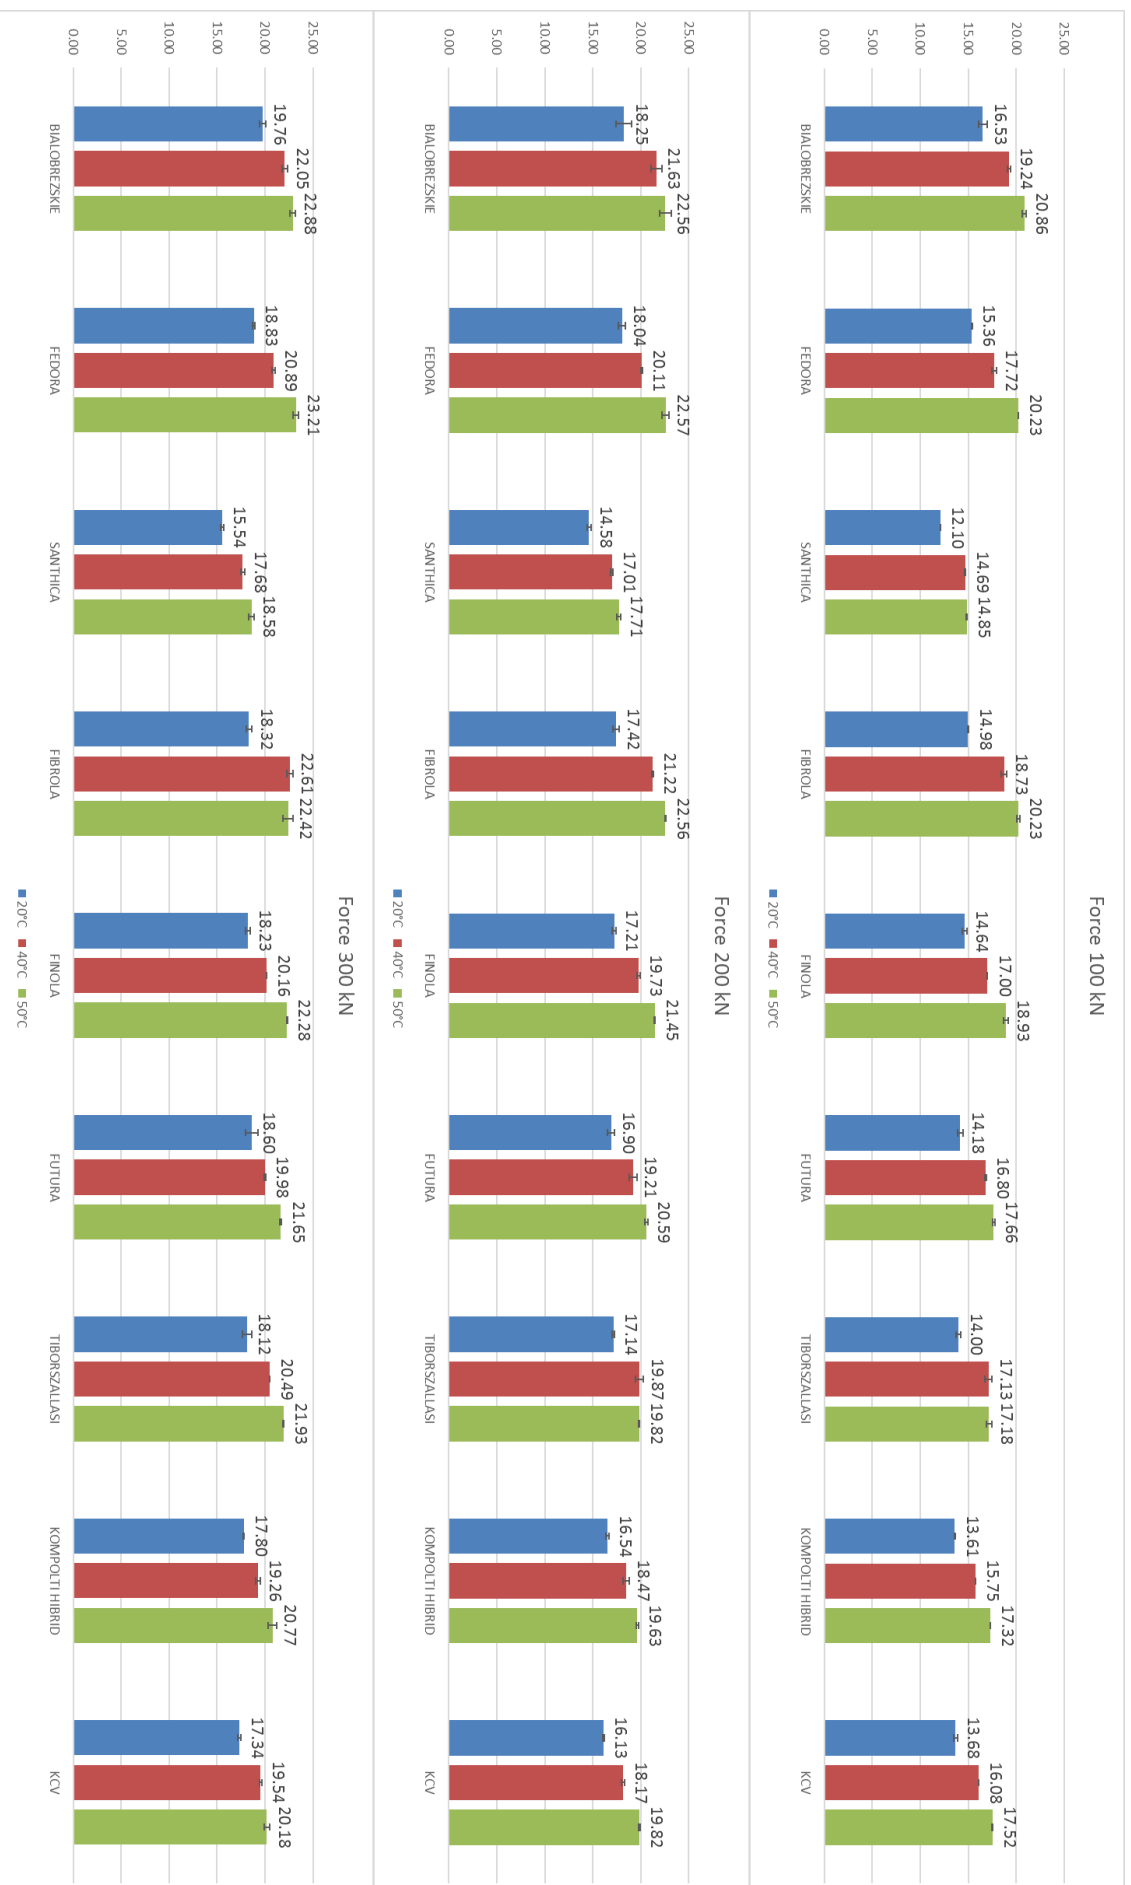 Force 100 kN
25.00
20.00
15.00
10.00
5.00
0.00
16.53 19.24 20.86
15.36 17.72 20.23
12.10 14.69 14.85
14.98 18.73 20.23
14.64 17.00 18.93
14.18 16.80 17.66
14.00 17.13 17.18
13.61 15.75 17.32
13.68 16.08 17.52
BIALOBREZSKIE FEDORA SANTHICA FIBROLA FINOLA FUTURA TIBORSZALLASI KOMPOLTI HIBRID KCV
20°C 40°C 50°C
Force 200 kN
25.00
20.00
15.00
10.00
5.00
0.00
18.25 21.63 22.56
18.04 20.11 22.57
14.58 17.01 17.71
17.42 21.22 22.56
17.21 19.73 21.45
16.90 19.21 20.59
17.14 19.87 19.82
16.54 18.47 19.63
16.13 18.17 19.82
BIALOBREZSKIE FEDORA SANTHICA FIBROLA FINOLA FUTURA TIBORSZALLASI KOMPOLTI HIBRID KCV
20°C 40°C 50°C
Force 300 kN
25.00
20.00
15.00
10.00
5.00
0.00
19.76 22.05 22.88
18.83 20.89 23.21
15.54 17.68 18.58
18.32 22.61 22.42
18.23 20.16 22.28
18.60 19.98 21.65
18.12 20.49 21.93
17.80 19.26 20.77
17.34 19.54 20.18
BIALOBREZSKIE FEDORA SANTHICA FIBROLA FINOLA FUTURA TIBORSZALLASI KOMPOLTI HIBRID KCV
20°C 40°C 50°C